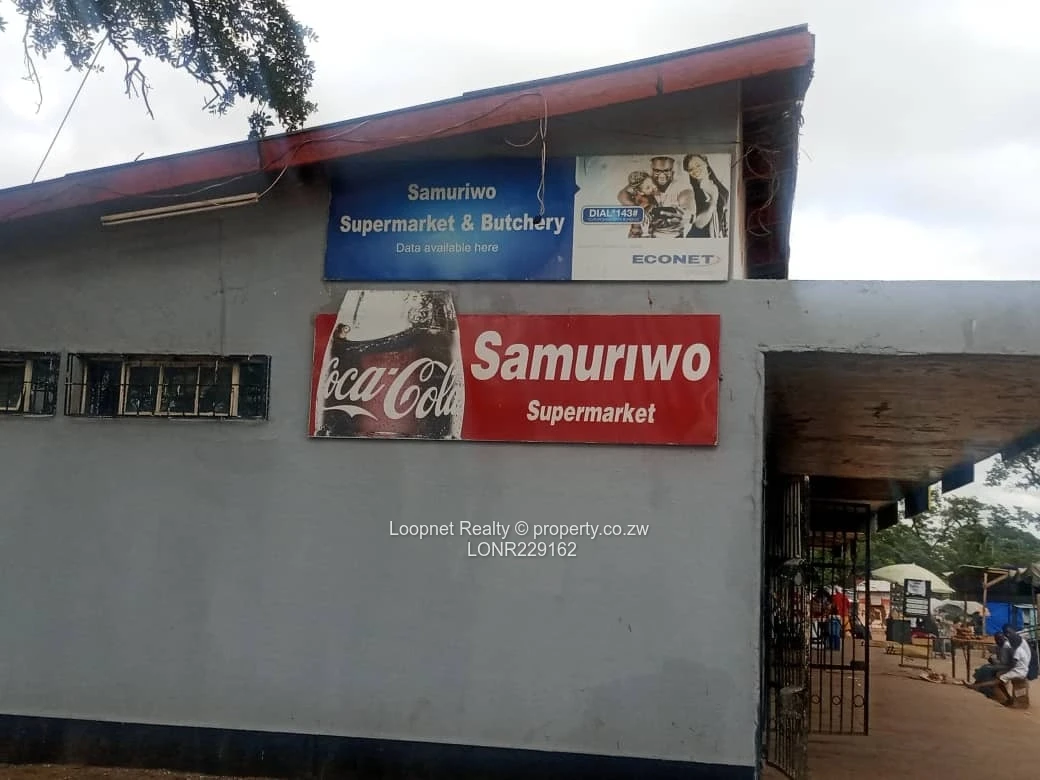 Samuriwo
Supermarket & Butchery
Data available here
DIAL*143#
ECONET
Coca-Cola
Samuriwo
Supermarket
Loopnet Realty © property.co.zw
LONR229162